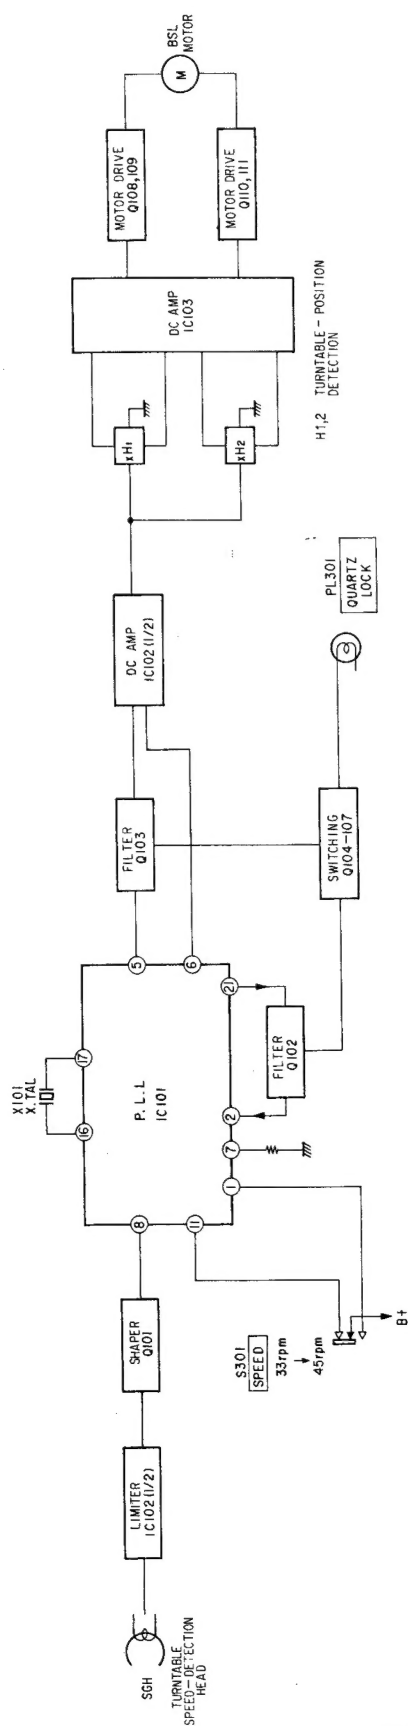 SGH
TURNTABLE
SPEED-DETECTION
HEAD
LIMITER
IC102(1/2)
SHAPER
Q101
X101
X.TAL
16
17
8
11
P.L.L
IC101
5
6
1
7
2
21
S301
SPEED
33rpm
45rpm
B+
FILTER
Q102
FILTER
Q103
SWITCHING
Q104-107
PL301
QUARTZ
LOCK
DC AMP
IC102(1/2)
XH1
XH2
H1,2 TURNTABLE-POSITION
DETECTION
DC AMP
IC103
MOTOR DRIVE
Q108,109
MOTOR DRIVE
Q110,111
BSL
MOTOR
M